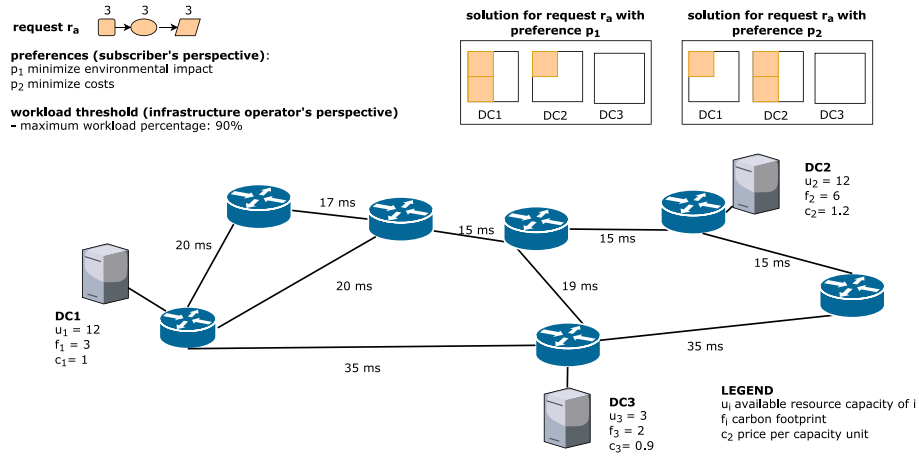 3 3 3
request rₐ
preferences (subscriber's perspective):
p₁ minimize environmental impact
p₂ minimize costs
workload threshold (infrastructure operator's perspective)
– maximum workload percentage: 90%
solution for request rₐ with
preference p₁
DC1 DC2 DC3
solution for request rₐ with
preference p₂
DC1 DC2 DC3
17 ms
20 ms
20 ms
15 ms
15 ms
19 ms
15 ms
35 ms
35 ms
DC1
u₁ = 12
f₁ = 3
c₁= 1
DC2
u₂ = 12
f₂ = 6
c₂= 1.2
DC3
u₃ = 3
f₃ = 2
c₃= 0.9
LEGEND
uᵢ available resource capacity of i
fᵢ carbon footprint
c₂ price per capacity unit